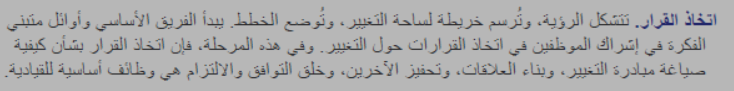 اتخاذ القرار. تتشكل الرؤية، وتُرسم خريطة لساحة التغيير، وتُوضع الخطط. يبدأ الفريق الأساسي وأوائل متبني
الفكرة في إشراك الموظفين في اتخاذ القرارات حول التغيير. وفي هذه المرحلة، فإن اتخاذ القرار بشأن كيفية
صياغة مبادرة التغيير، وبناء العلاقات، وتحفيز الآخرين، وخلق التوافق والالتزام هي وظائف أساسية للقيادية.